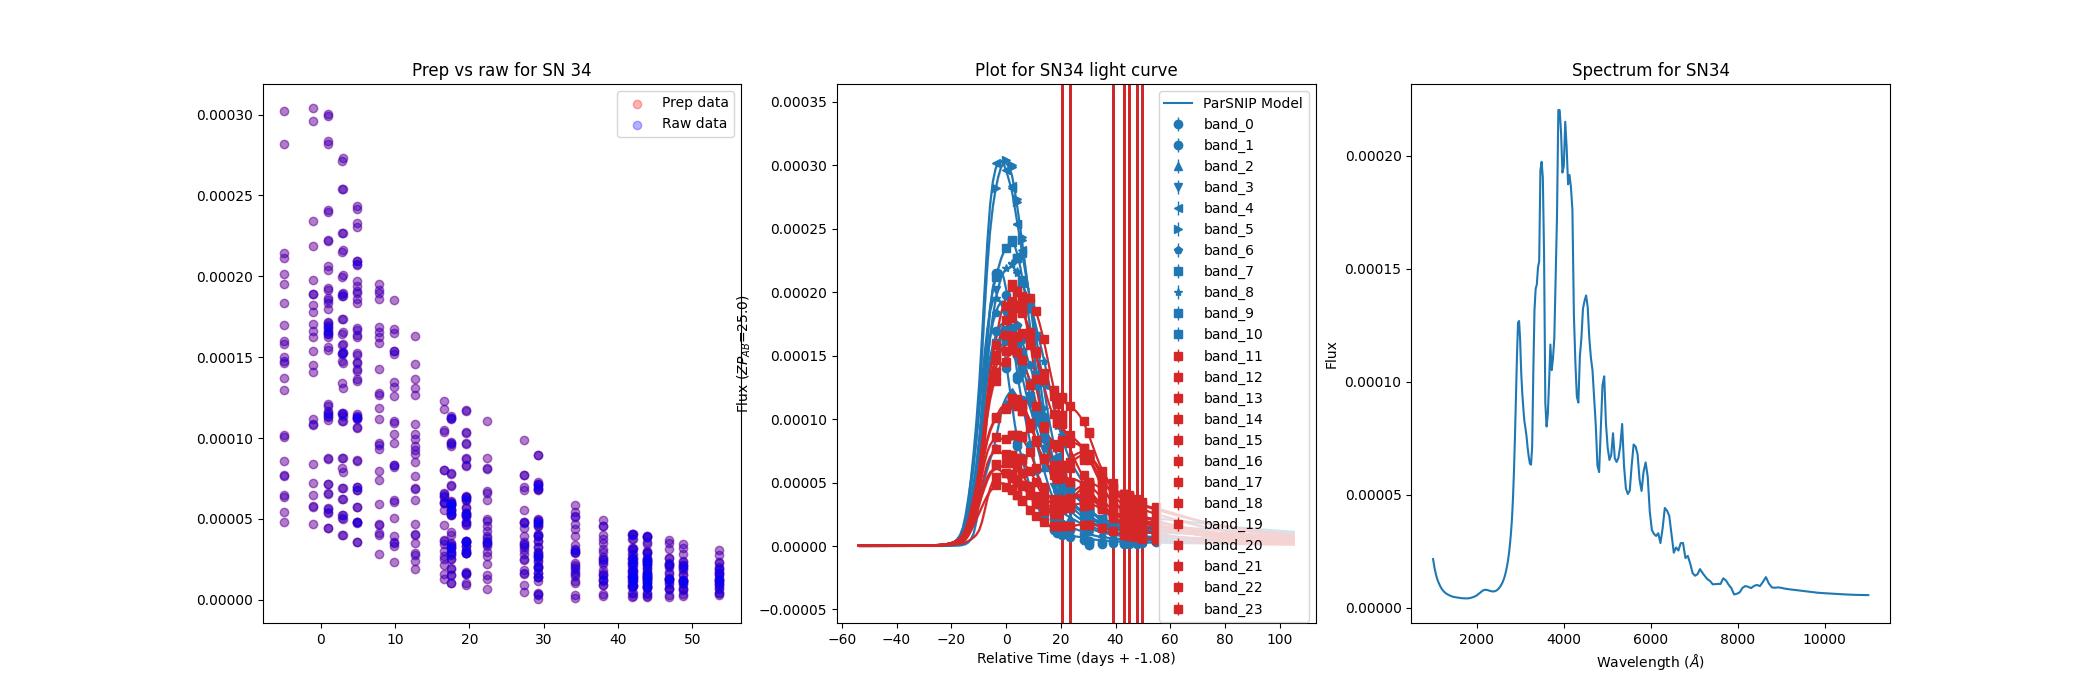 Prep vs raw for SN 34
Prep data
Raw data
0.00030
0.00025
0.00020
0.00015
0.00010
0.00005
0.00000
0 10 20 30 40 50
Plot for SN34 light curve
Flux (ZP_AB=25.0)
0.00035
0.00030
0.00025
0.00020
0.00015
0.00010
0.00005
0.00000
−0.00005
ParSNIP Model
band_0
band_1
band_2
band_3
band_4
band_5
band_6
band_7
band_8
band_9
band_10
band_11
band_12
band_13
band_14
band_15
band_16
band_17
band_18
band_19
band_20
band_21
band_22
band_23
−60 −40 −20 0 20 40 60 80 100
Relative Time (days + -1.08)
Spectrum for SN34
Flux
0.00020
0.00015
0.00010
0.00005
0.00000
2000 4000 6000 8000 10000
Wavelength (Å)